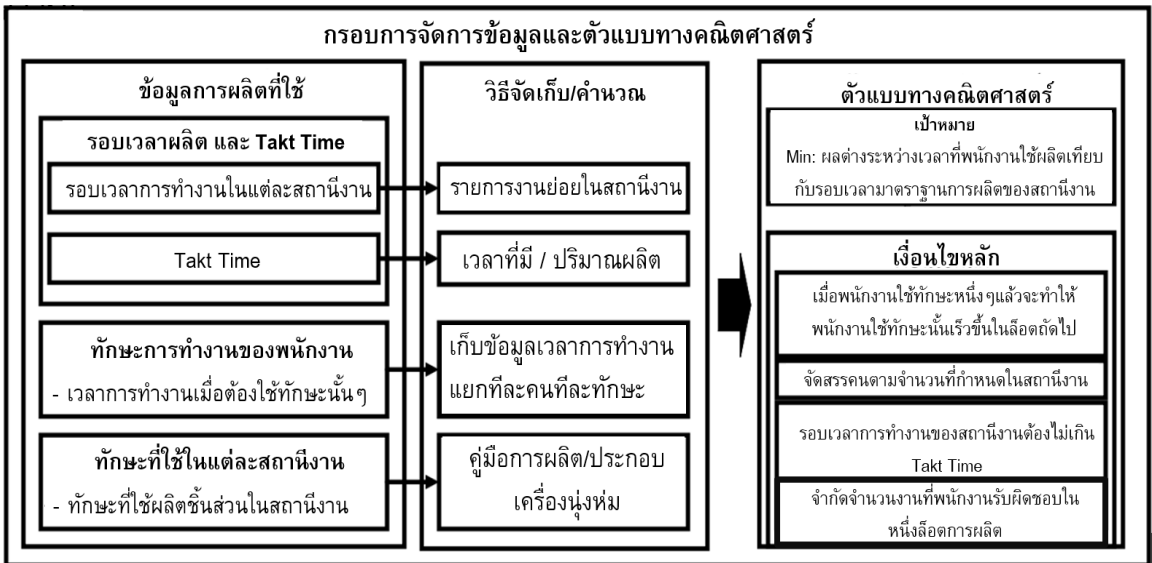 กรอบการจัดการข้อมูลและตัวแบบทางคณิตศาสตร์
ข้อมูลการผลิตที่ใช้
รอบเวลาผลิต และ Takt Time
รอบเวลาการทำงานในแต่ละสถานีงาน
Takt Time
ทักษะการทำงานของพนักงาน
- เวลาการทำงานเมื่อต้องใช้ทักษะนั้นๆ
ทักษะที่ใช้ในแต่ละสถานีงาน
- ทักษะที่ใช้ผลิตชิ้นส่วนในสถานีงาน
วิธีจัดเก็บ/คำนวณ
รายการงานย่อยในสถานีงาน
เวลาที่มี / ปริมาณผลิต
เก็บข้อมูลเวลาการทำงาน
แยกทีละคนทีละทักษะ
คู่มือการผลิต/ประกอบ
เครื่องนุ่งห่ม
ตัวแบบทางคณิตศาสตร์
เป้าหมาย
Min: ผลต่างระหว่างเวลาที่พนักงานใช้ผลิตเทียบ
กับรอบเวลามาตราฐานการผลิตของสถานีงาน
เงื่อนไขหลัก
เมื่อพนักงานใช้ทักษะหนึ่งๆแล้วจะทำให้
พนักงานใช้ทักษะนั้นเร็วขึ้นในล็อตถัดไป
จัดสรรคนตามจำนวนที่กำหนดในสถานีงาน
รอบเวลาการทำงานของสถานีงานต้องไม่เกิน
Takt Time
จำกัดจำนวนงานที่พนักงานรับผิดชอบใน
หนึ่งล็อตการผลิต